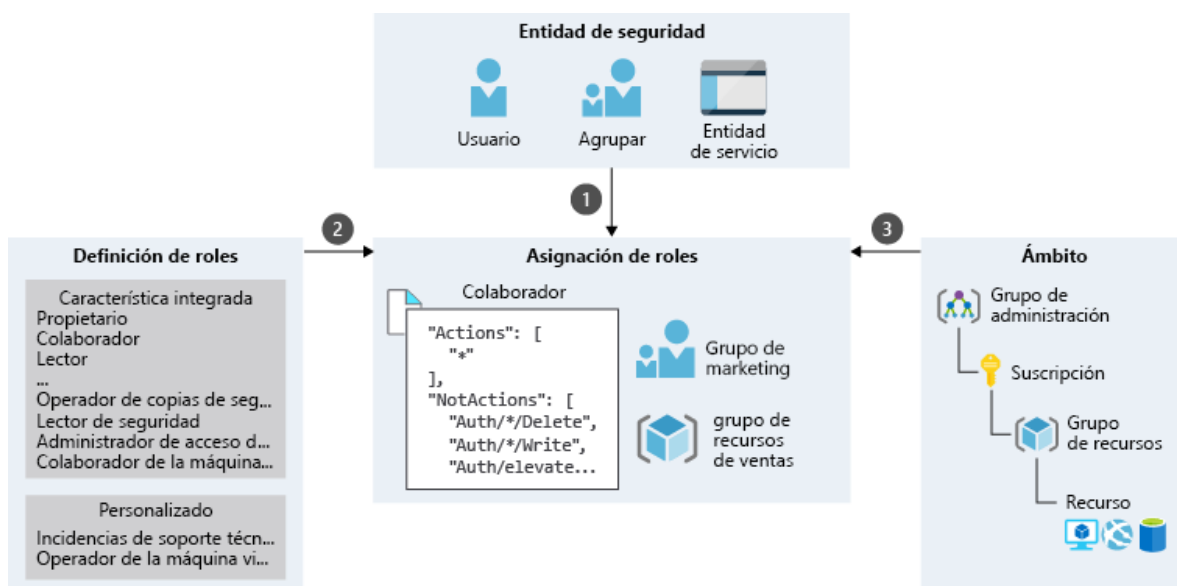 Entidad de seguridad
Usuario
Agrupar
Entidad
de servicio
1
2
3
Definición de roles
Característica integrada
Propietario
Colaborador
Lector
...
Operador de copias de seg...
Lector de seguridad
Administrador de acceso d...
Colaborador de la máquina...
Personalizado
Incidencias de soporte técn...
Operador de la máquina vi...
Asignación de roles
Colaborador
"Actions": [
"*"
],
"NotActions": [
"Auth/*/Delete",
"Auth/*/Write",
"Auth/elevate...
Grupo de
marketing
grupo de
recursos
de ventas
Ámbito
Grupo de
administración
Suscripción
Grupo
de recursos
Recurso